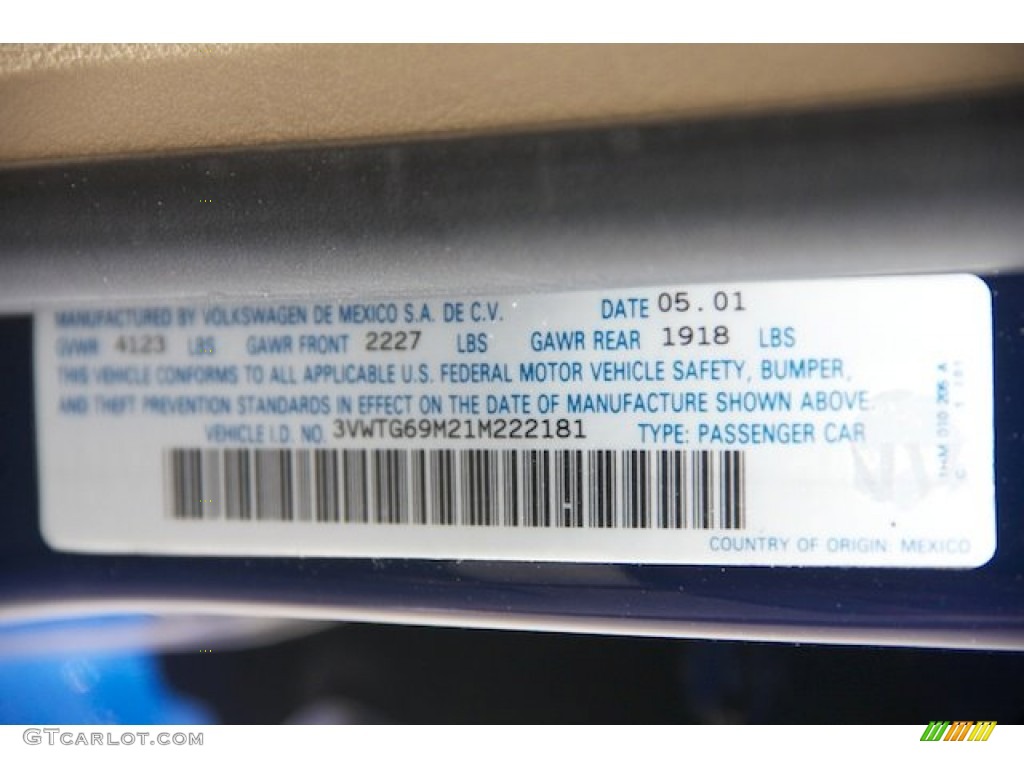 MANUFACTURED BY VOLKSWAGEN DE MEXICO S.A. DE C.V. DATE 05.01
GVWR 4123 LBS GAWR FRONT 2227 LBS GAWR REAR 1918 LBS
THIS VEHICLE CONFORMS TO ALL APPLICABLE U.S. FEDERAL MOTOR VEHICLE SAFETY, BUMPER,
AND THEFT PREVENTION STANDARDS IN EFFECT ON THE DATE OF MANUFACTURE SHOWN ABOVE.
VEHICLE I.D. NO. 3VWTG69M21M222181 TYPE: PASSENGER CAR
COUNTRY OF ORIGIN: MEXICO
GTCARLOT.COM